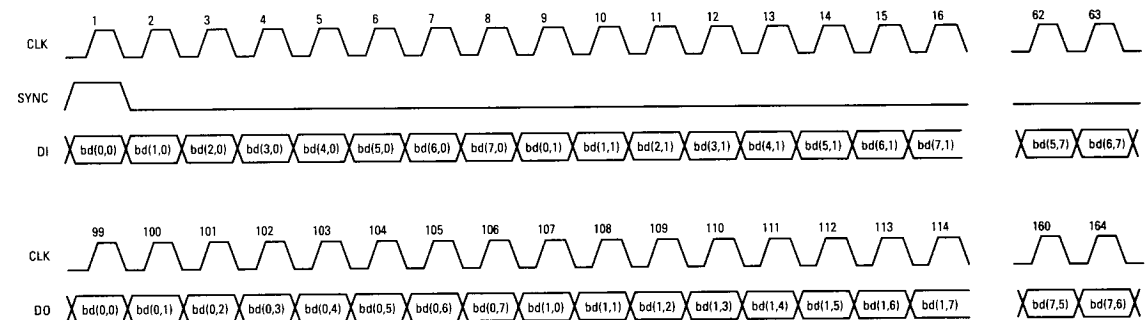 1 2 3 4 5 6 7 8 9 10 11 12 13 14 15 16 62 63
CLK
SYNC
DI bd(0,0) bd(1,0) bd(2,0) bd(3,0) bd(4,0) bd(5,0) bd(6,0) bd(7,0) bd(0,1) bd(1,1) bd(2,1) bd(3,1) bd(4,1) bd(5,1) bd(6,1) bd(7,1) bd(5,7) bd(6,7)
99 100 101 102 103 104 105 106 107 108 109 110 111 112 113 114 160 164
CLK
DO bd(0,0) bd(0,1) bd(0,2) bd(0,3) bd(0,4) bd(0,5) bd(0,6) bd(0,7) bd(1,0) bd(1,1) bd(1,2) bd(1,3) bd(1,4) bd(1,5) bd(1,6) bd(1,7) bd(7,5) bd(7,6)